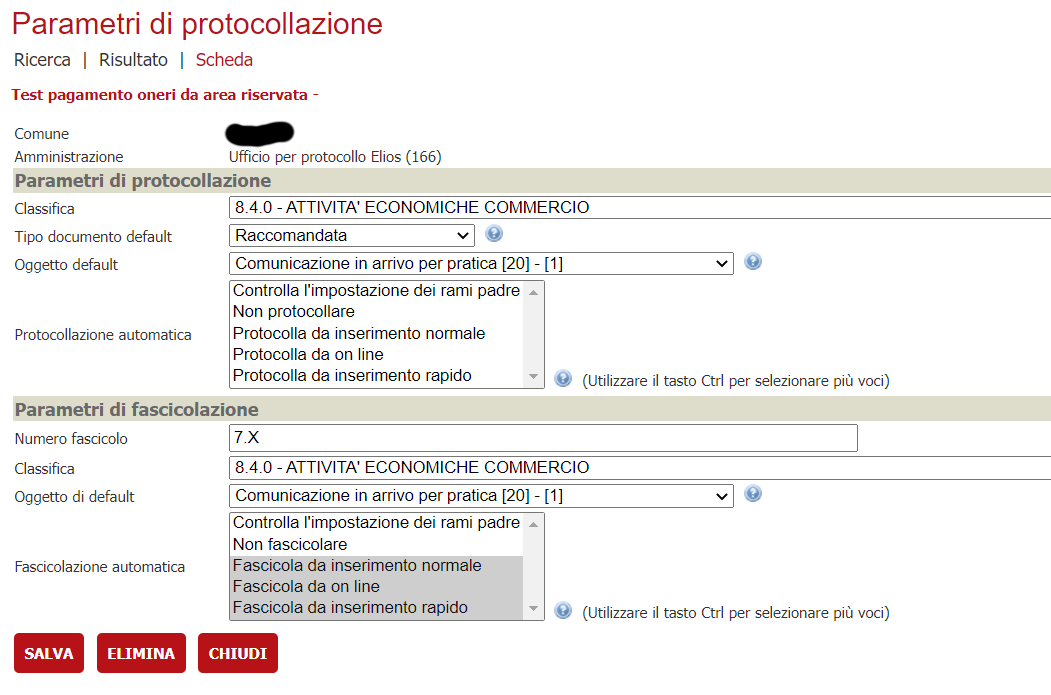 Parametri di protocollazione
Ricerca | Risultato | Scheda
Test pagamento oneri da area riservata -
Comune
Amministrazione Ufficio per protocollo Elios (166)
Parametri di protocollazione
Classifica 8.4.0 - ATTIVITA' ECONOMICHE COMMERCIO
Tipo documento default Raccomandata
Oggetto default Comunicazione in arrivo per pratica [20] - [1]
Controlla l'impostazione dei rami padre
Non protocollare
Protocollazione automatica Protocolla da inserimento normale
Protocolla da on line
Protocolla da inserimento rapido (Utilizzare il tasto Ctrl per selezionare più voci)
Parametri di fascicolazione
Numero fascicolo 7.X
Classifica 8.4.0 - ATTIVITA' ECONOMICHE COMMERCIO
Oggetto di default Comunicazione in arrivo per pratica [20] - [1]
Controlla l'impostazione dei rami padre
Non fascicolare
Fascicolazione automatica Fascicola da inserimento normale
Fascicola da on line
Fascicola da inserimento rapido (Utilizzare il tasto Ctrl per selezionare più voci)
SALVA ELIMINA CHIUDI